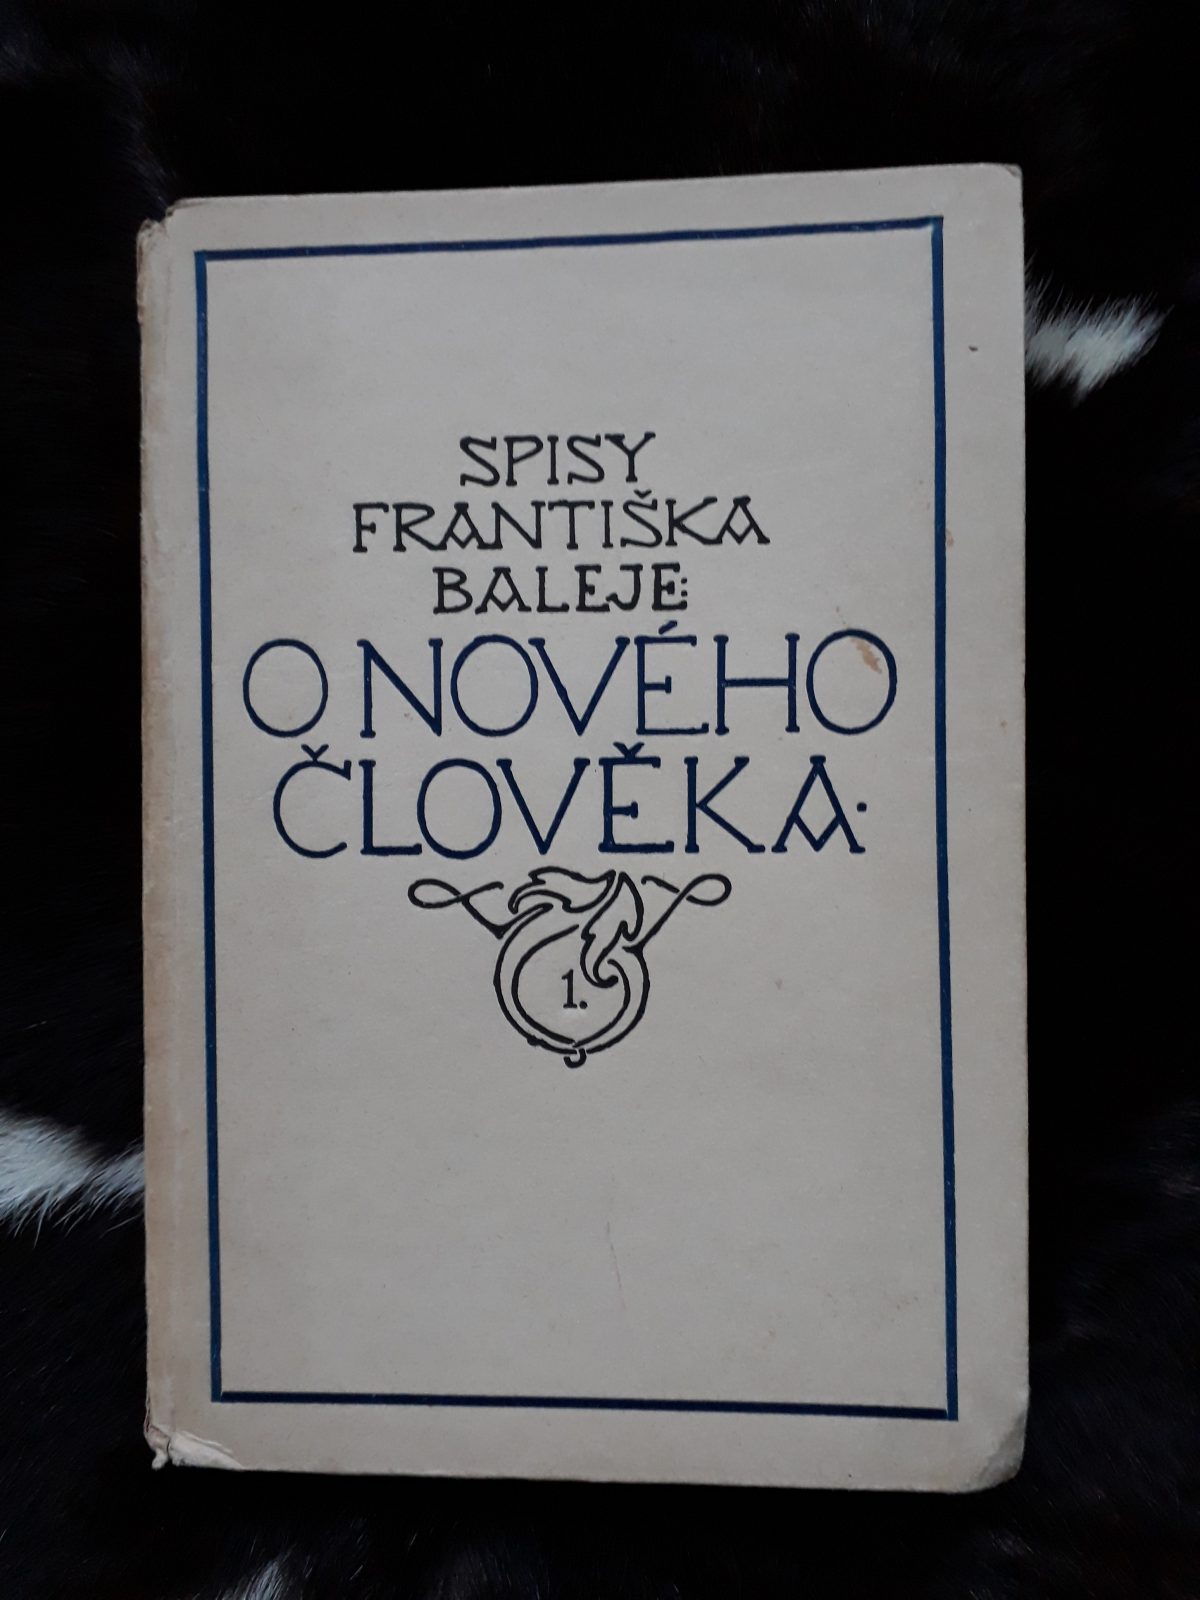 SPISY
FRANTIŠKA
BALEJE:
O NOVÉHO
ČLOVĚKA.
1.